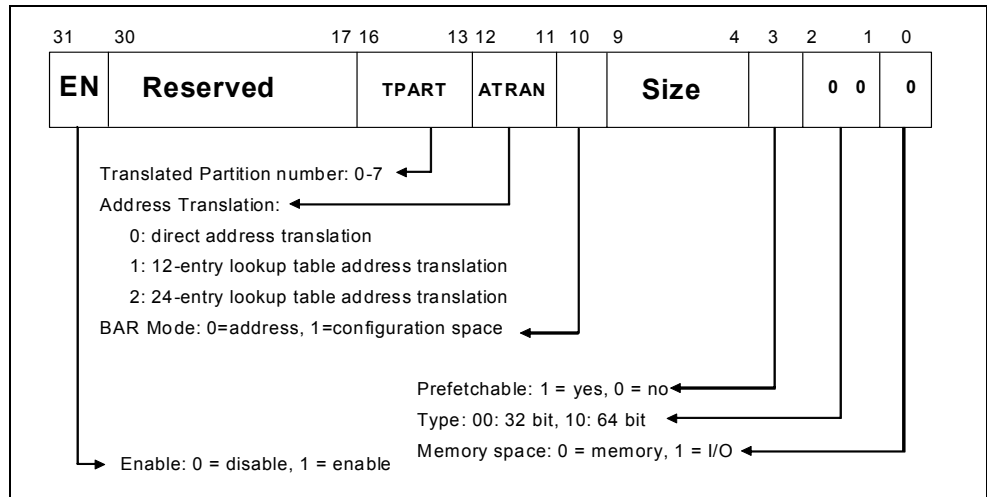 31 30 17 16 13 12 11 10 9 4 3 2 1 0
EN Reserved TPART ATRAN Size 0 0 0
Translated Partition number: 0-7
Address Translation:
0: direct address translation
1: 12-entry lookup table address translation
2: 24-entry lookup table address translation
BAR Mode: 0=address, 1=configuration space
Prefetchable: 1 = yes, 0 = no
Type: 00: 32 bit, 10: 64 bit
Memory space: 0 = memory, 1 = I/O
Enable: 0 = disable, 1 = enable